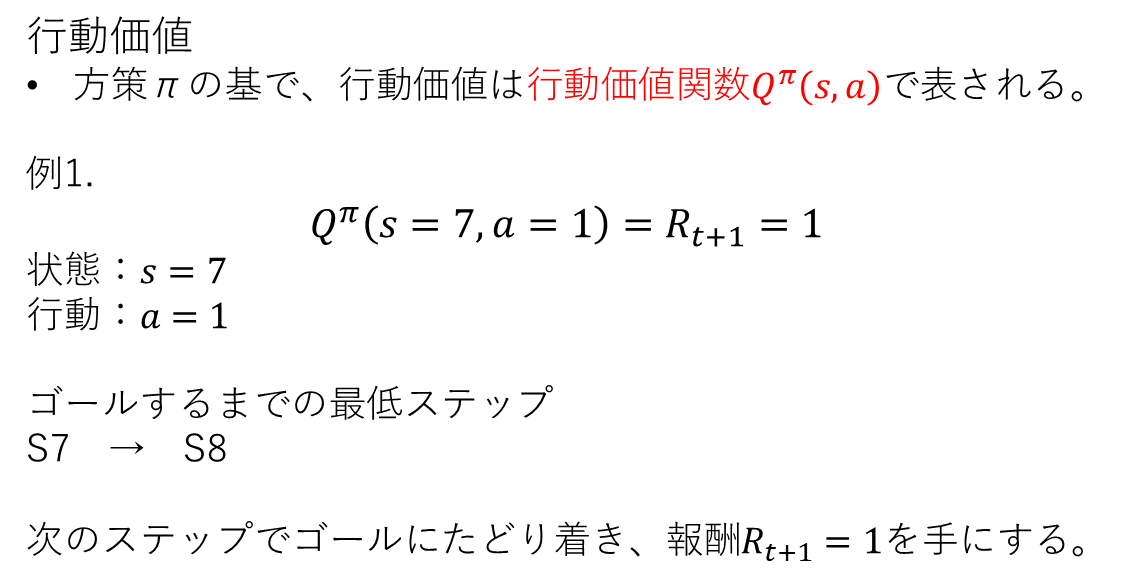 行動価値
• 方策 π の基で、行動価値は行動価値関数Q^π(s, a)で表される。
例1.
Q^π(s = 7, a = 1) = R_{t+1} = 1
状態：s = 7
行動：a = 1
ゴールするまでの最低ステップ
S7 → S8
次のステップでゴールにたどり着き、報酬R_{t+1} = 1を手にする。